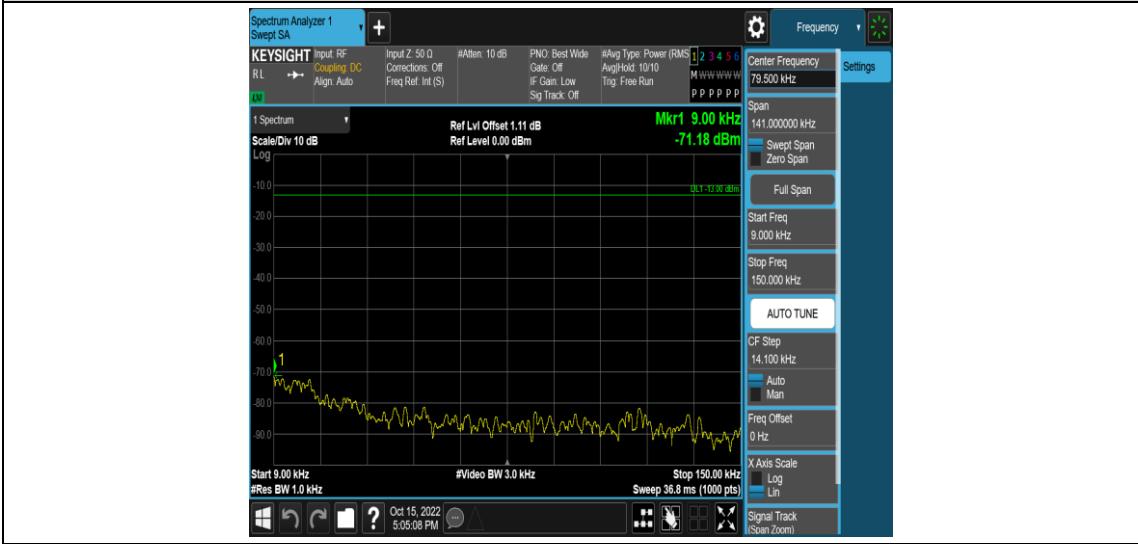 Spectrum Analyzer 1
Swept SA
+
Frequency
KEYSIGHT
RL
LXI
Input: RF
Coupling: DC
Align: Auto
Input Z: 50 Ω
Corrections: Off
Freq Ref: Int (S)
#Atten: 10 dB
PNO: Best Wide
Gate: Off
IF Gain: Low
Sig Track: Off
#Avg Type: Power (RMS
Avg|Hold: 10/10
Trig: Free Run
1 2 3 4 5 6
M W W W W W
P P P P P P
1 Spectrum
Scale/Div 10 dB
Ref Lvl Offset 1.11 dB
Ref Level 0.00 dBm
Mkr1 9.00 kHz
-71.18 dBm
Log
DL1 -13.00 dBm
-10.0
-20.0
-30.0
-40.0
-50.0
-60.0
1
-70.0
-80.0
-90.0
Start 9.00 kHz
#Res BW 1.0 kHz
#Video BW 3.0 kHz
Stop 150.00 kHz
Sweep 36.8 ms (1000 pts)
?
Oct 15, 2022
5:05:08 PM
Center Frequency
79.500 kHz
Span
141.000000 kHz
Swept Span
Zero Span
Full Span
Start Freq
9.000 kHz
Stop Freq
150.000 kHz
AUTO TUNE
CF Step
14.100 kHz
Auto
Man
Freq Offset
0 Hz
X Axis Scale
Log
Lin
Signal Track
(Span Zoom)
Settings